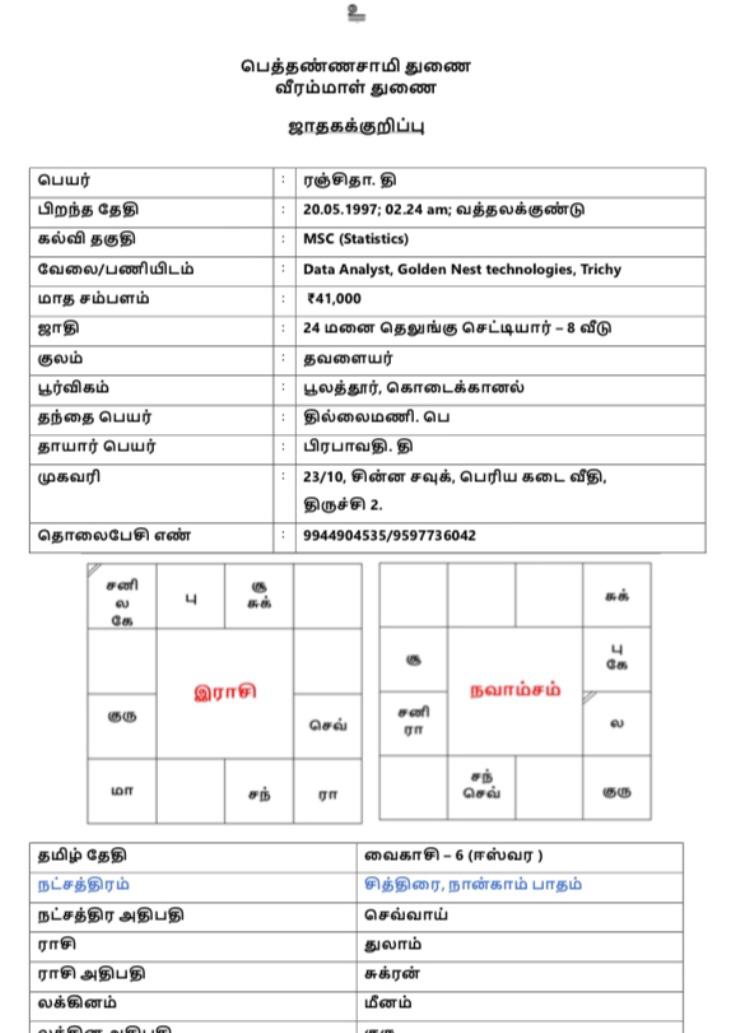 உ
பெத்தண்ணசாமி துணை
வீரம்மாள் துணை
ஜாதகக்குறிப்பு
பெயர் : ரஞ்சிதா. தி
பிறந்த தேதி : 20.05.1997; 02.24 am; வத்தலக்குண்டு
கல்வி தகுதி : MSC (Statistics)
வேலை/பணியிடம் : Data Analyst, Golden Nest technologies, Trichy
மாத சம்பளம் : ₹41,000
ஜாதி : 24 மனை தெலுங்கு செட்டியார் – 8 வீடு
குலம் : தவளையர்
பூர்விகம் : பூலத்தூர், கொடைக்கானல்
தந்தை பெயர் : தில்லைமணி. பெ
தாயார் பெயர் : பிரபாவதி. தி
முகவரி : 23/10, சின்ன சவுக், பெரிய கடை வீதி,
திருச்சி 2.
தொலைபேசி எண் : 9944904535/9597736042
சனி
ல
கே
பு
சூ
சுக்
இராசி
குரு
செவ்
மா
சந்
ரா
சுக்
சூ
பு
கே
நவாம்சம்
சனி
ரா
ல
சந்
செவ்
குரு
தமிழ் தேதி வைகாசி – 6 (ஈஸ்வர )
நட்சத்திரம் சித்திரை, நான்காம் பாதம்
நட்சத்திர அதிபதி செவ்வாய்
ராசி துலாம்
ராசி அதிபதி சுக்ரன்
லக்கினம் மீனம்